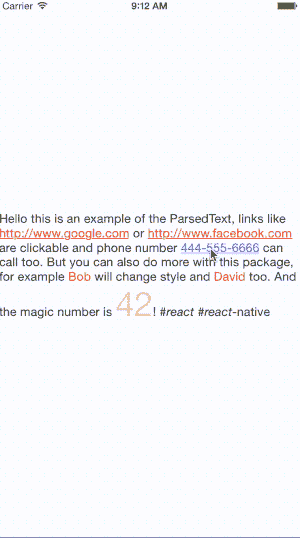 Carrier 9:12 AM
Hello this is an example of the ParsedText, links like
http://www.google.com or http://www.facebook.com
are clickable and phone number 444-555-6666 can
call too. But you can also do more with this package,
for example Bob will change style and David too. And
the magic number is 42! #react #react-native